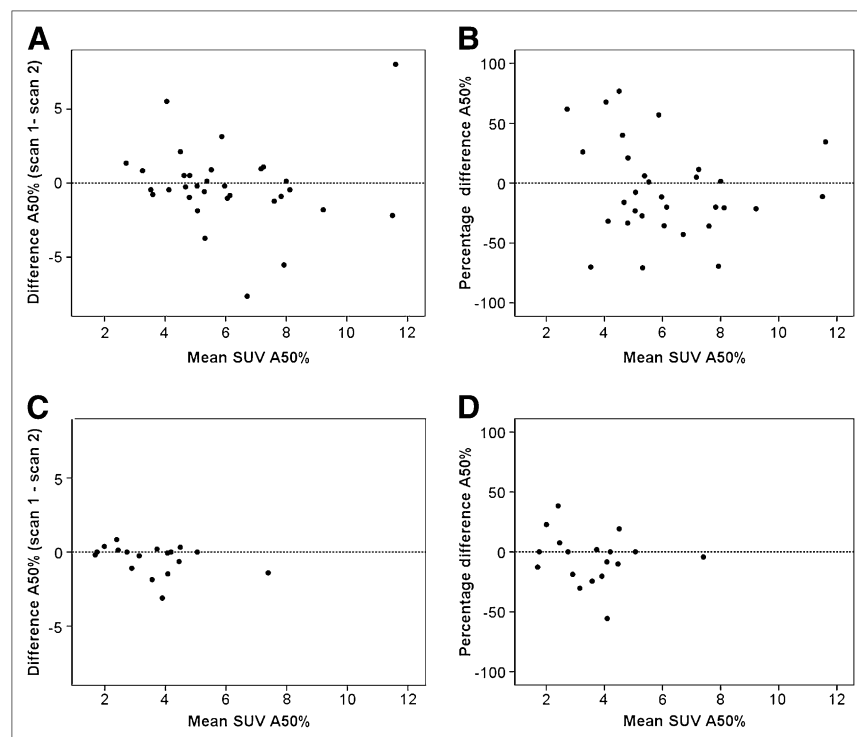 A
Difference A50% (scan 1- scan 2)
5
0
-5
2 4 6 8 10 12
Mean SUV A50%
B
Percentage difference A50%
100
50
0
-50
-100
2 4 6 8 10 12
Mean SUV A50%
C
Difference A50% (scan 1 - scan 2)
5
0
-5
2 4 6 8 10 12
Mean SUV A50%
D
Percentage difference A50%
100
50
0
-50
-100
2 4 6 8 10 12
Mean SUV A50%